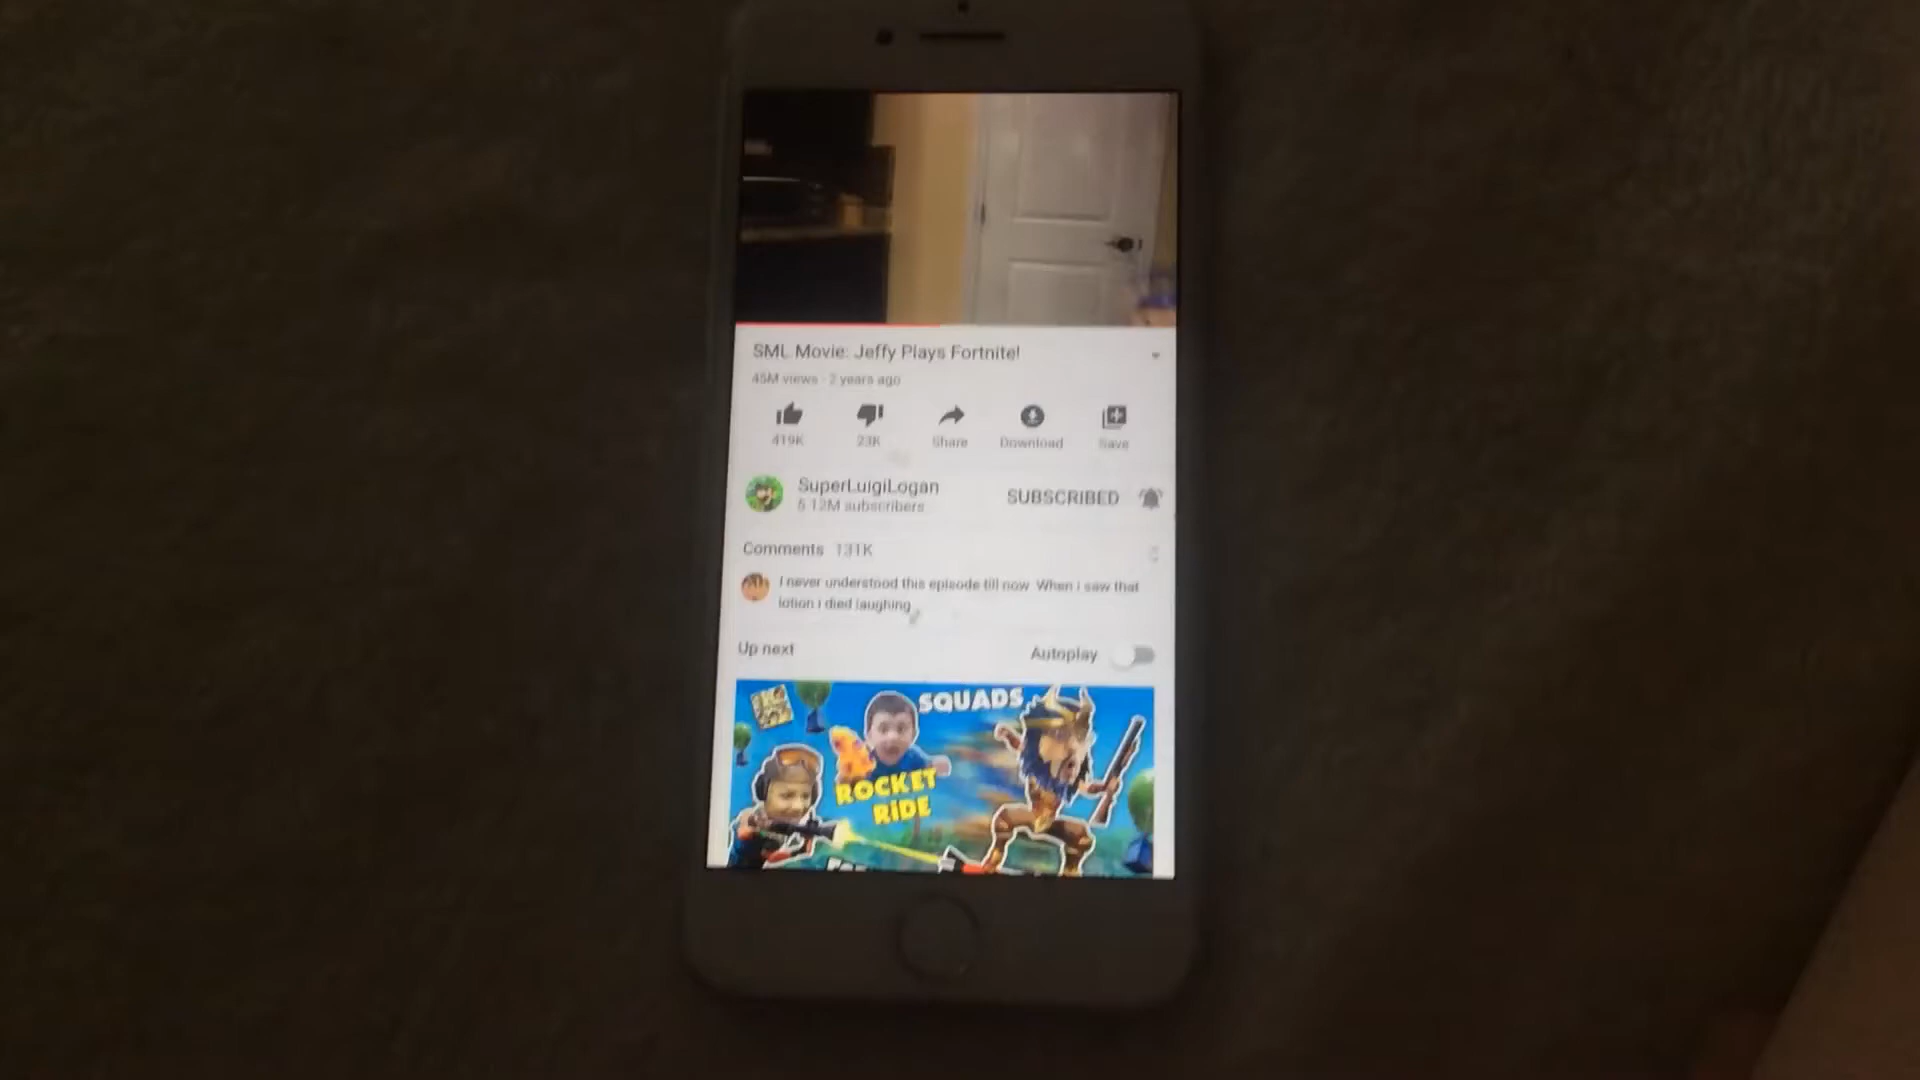 SML Movie: Jeffy Plays Fortnite!
45M views · 2 years ago
419K
23K
Share
Download
Save
SuperLuigiLogan
SUBSCRIBED
5.12M subscribers
Comments 131K
I never understood this episode till now When i saw that
lotion i died laughing
Up next
Autoplay
SQUADS
ROCKET
RiDE